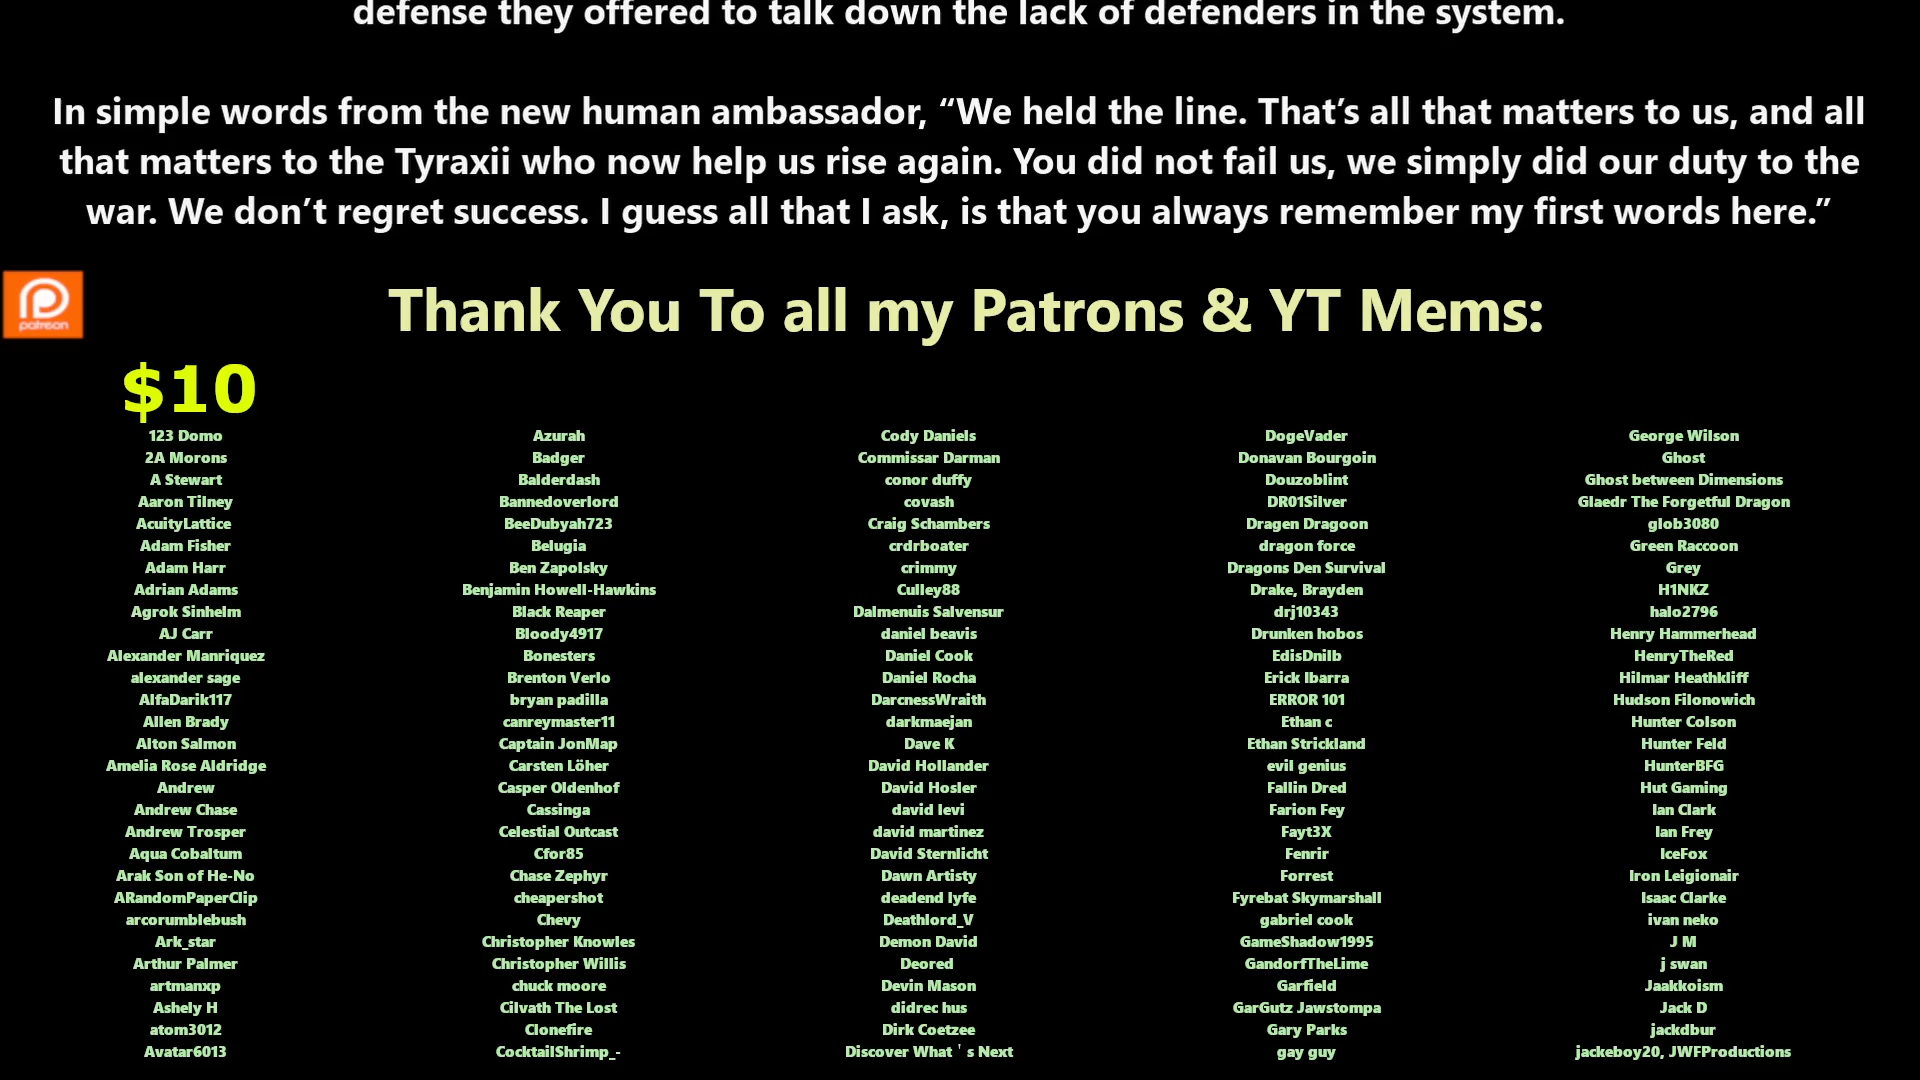 defense they offered to talk down the lack of defenders in the system.
In simple words from the new human ambassador, “We held the line. That’s all that matters to us, and all
that matters to the Tyraxii who now help us rise again. You did not fail us, we simply did our duty to the
war. We don’t regret success. I guess all that I ask, is that you always remember my first words here.”
patreon
Thank You To all my Patrons & YT Mems:
$10
123 Domo
2A Morons
A Stewart
Aaron Tilney
AcuityLattice
Adam Fisher
Adam Harr
Adrian Adams
Agrok Sinhelm
AJ Carr
Alexander Manriquez
alexander sage
AlfaDarik117
Allen Brady
Alton Salmon
Amelia Rose Aldridge
Andrew
Andrew Chase
Andrew Trosper
Aqua Cobaltum
Arak Son of He-No
ARandomPaperClip
arcorumblebush
Ark_star
Arthur Palmer
artmanxp
Ashely H
atom3012
Avatar6013
Azurah
Badger
Balderdash
Bannedoverlord
BeeDubyah723
Belugia
Ben Zapolsky
Benjamin Howell-Hawkins
Black Reaper
Bloody4917
Bonesters
Brenton Verlo
bryan padilla
canreymaster11
Captain JonMap
Carsten Löher
Casper Oldenhof
Cassinga
Celestial Outcast
Cfor85
Chase Zephyr
cheapershot
Chevy
Christopher Knowles
Christopher Willis
chuck moore
Cilvath The Lost
Clonefire
CocktailShrimp_-
Cody Daniels
Commissar Darman
conor duffy
covash
Craig Schambers
crdrboater
crimmy
Culley88
Dalmenuis Salvensur
daniel beavis
Daniel Cook
Daniel Rocha
DarcnessWraith
darkmaejan
Dave K
David Hollander
David Hosler
david levi
david martinez
David Sternlicht
Dawn Artisty
deadend lyfe
Deathlord_V
Demon David
Deored
Devin Mason
didrec hus
Dirk Coetzee
Discover What＇s Next
DogeVader
Donavan Bourgoin
Douzoblint
DR01Silver
Dragen Dragoon
dragon force
Dragons Den Survival
Drake, Brayden
drj10343
Drunken hobos
EdisDnilb
Erick Ibarra
ERROR 101
Ethan c
Ethan Strickland
evil genius
Fallin Dred
Farion Fey
Fayt3X
Fenrir
Forrest
Fyrebat Skymarshall
gabriel cook
GameShadow1995
GandorfTheLime
Garfield
GarGutz Jawstompa
Gary Parks
gay guy
George Wilson
Ghost
Ghost between Dimensions
Glaedr The Forgetful Dragon
glob3080
Green Raccoon
Grey
H1NKZ
halo2796
Henry Hammerhead
HenryTheRed
Hilmar Heathkliff
Hudson Filonowich
Hunter Colson
Hunter Feld
HunterBFG
Hut Gaming
Ian Clark
Ian Frey
IceFox
Iron Leigionair
Isaac Clarke
ivan neko
J M
j swan
Jaakkoism
Jack D
jackdbur
jackeboy20, JWFProductions